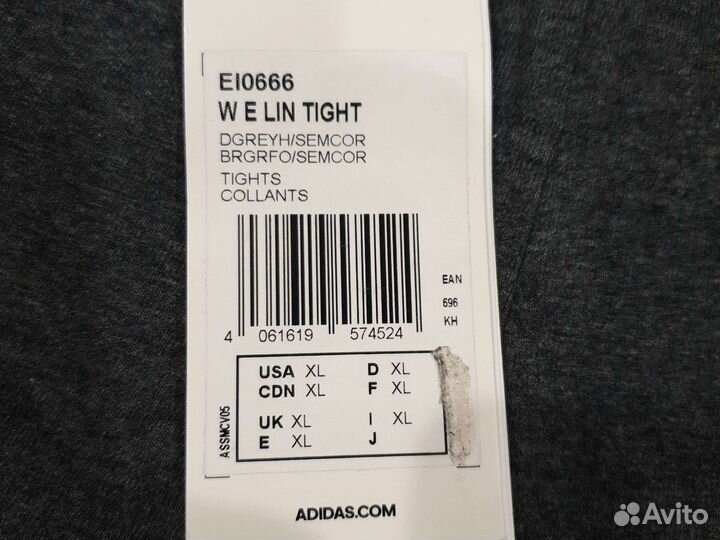 EI0666
W E LIN TIGHT
DGREYH/SEMCOR
BRGRFO/SEMCOR
TIGHTS
COLLANTS
EAN
696
KH
4 061619 574524
USA XL D XL
CDN XL F XL
UK XL I XL
E XL J
ASSMCV05
ADIDAS.COM
Avito